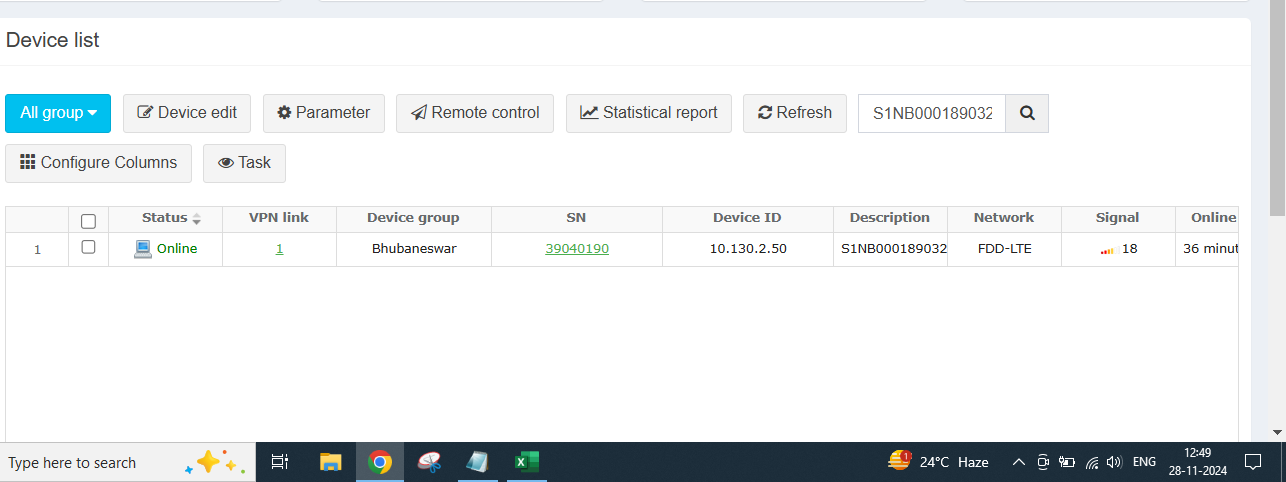 Device list
All group
Device edit
Parameter
Remote control
Statistical report
Refresh
S1NB000189032
Configure Columns
Task
Status VPN link Device group SN Device ID Description Network Signal Online
1 Online 1 Bhubaneswar 39040190 10.130.2.50 S1NB000189032 FDD-LTE 18 36 minut
Type here to search
1
24°C Haze
ENG
12:49
28-11-2024